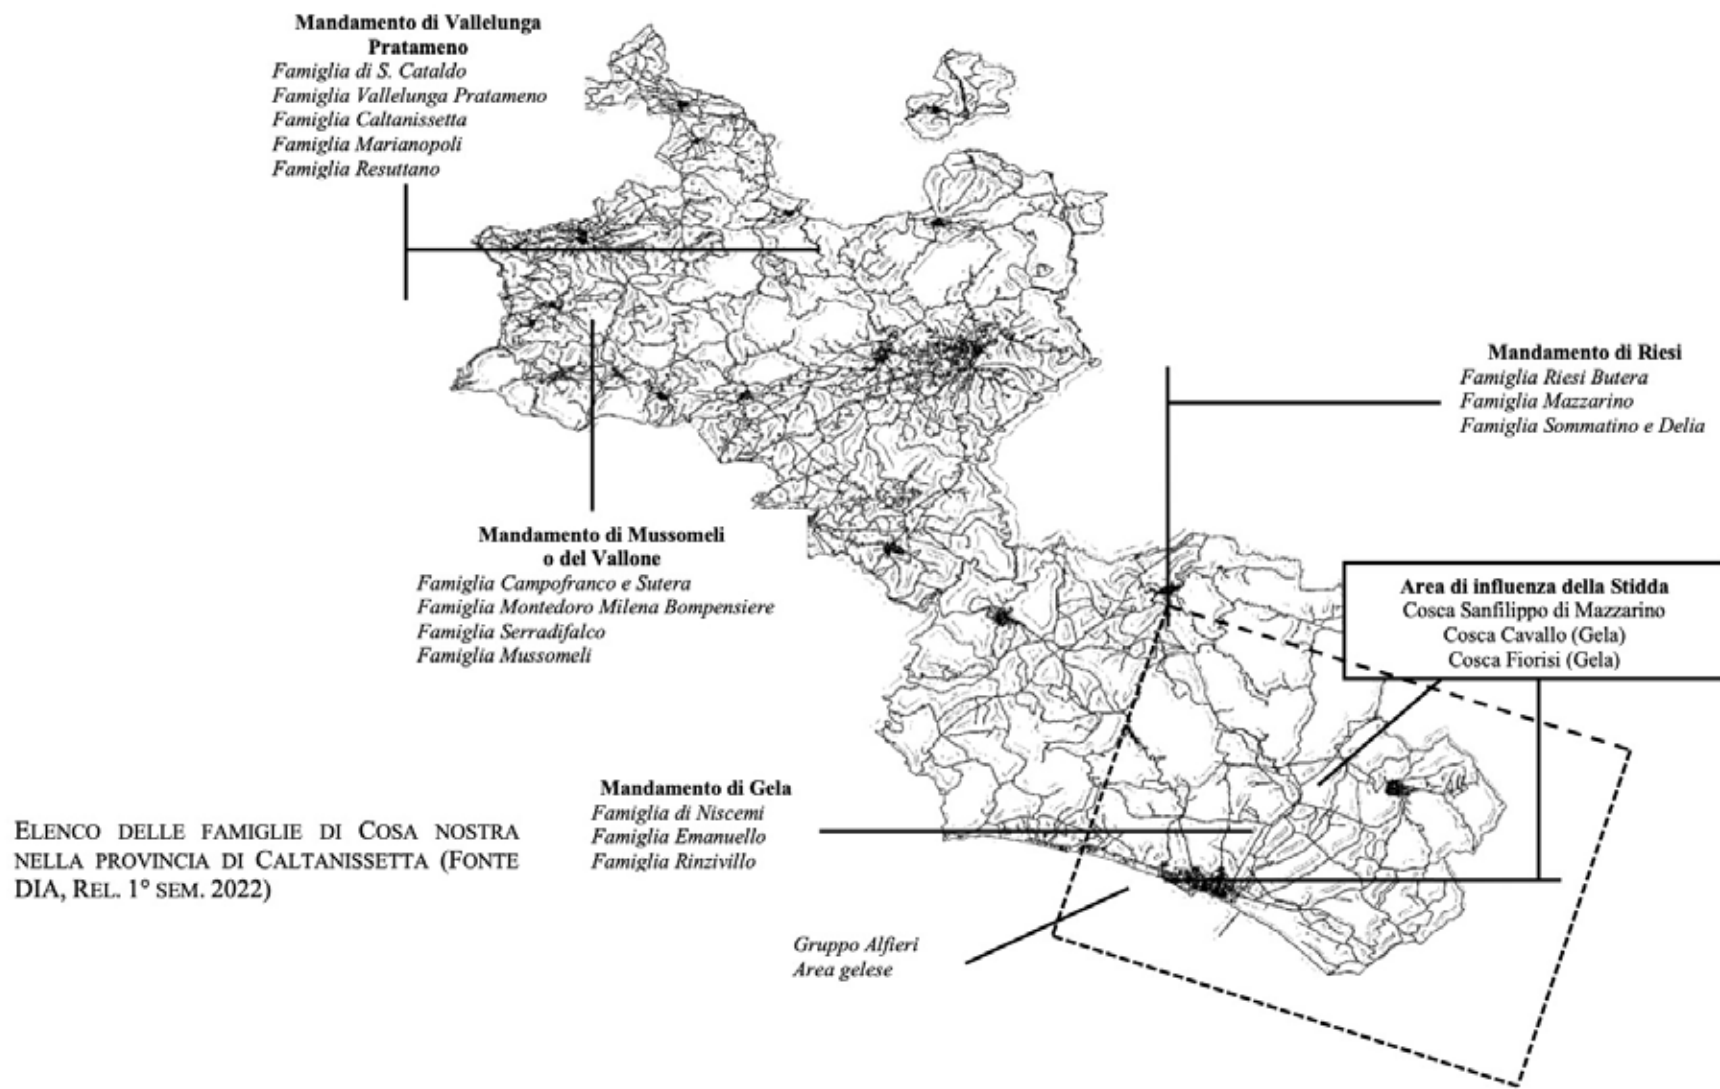 Mandamento di Vallelunga
Pratameno
Famiglia di S. Cataldo
Famiglia Vallelunga Pratameno
Famiglia Caltanissetta
Famiglia Marianopoli
Famiglia Resuttano
Mandamento di Riesi
Famiglia Riesi Butera
Famiglia Mazzarino
Famiglia Sommatino e Delia
Mandamento di Mussomeli
o del Vallone
Famiglia Campofranco e Sutera
Famiglia Montedoro Milena Bompensiere
Famiglia Serradifalco
Famiglia Mussomeli
Area di influenza della Stidda
Cosca Sanfilippo di Mazzarino
Cosca Cavallo (Gela)
Cosca Fiorisi (Gela)
Mandamento di Gela
Famiglia di Niscemi
Famiglia Emanuello
Famiglia Rinzivillo
ELENCO DELLE FAMIGLIE DI COSA NOSTRA
NELLA PROVINCIA DI CALTANISSETTA (FONTE
DIA, REL. 1° SEM. 2022)
Gruppo Alfieri
Area gelese